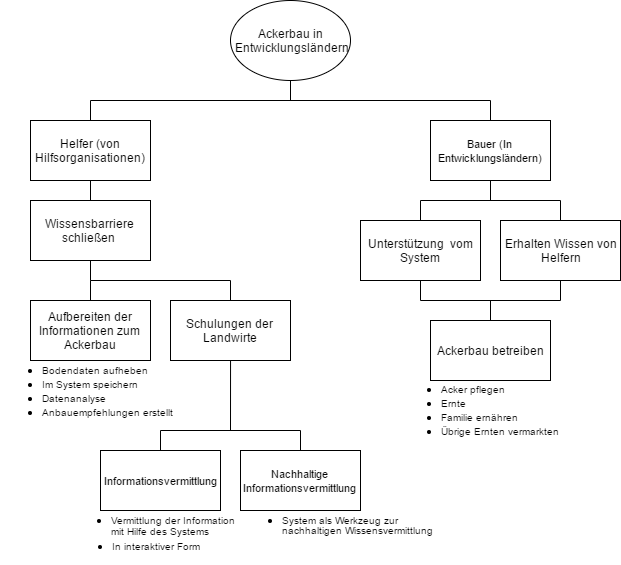 Ackerbau in
Entwicklungsländern
Helfer (von
Hilfsorganisationen)
Bauer (In
Entwicklungsländern)
Wissensbarriere
schließen
Unterstützung vom
System
Erhalten Wissen von
Helfern
Aufbereiten der
Informationen zum
Ackerbau
Schulungen der
Landwirte
Ackerbau betreiben
• Bodendaten aufheben
• Im System speichern
• Datenanalyse
• Anbauempfehlungen erstellt
• Acker pflegen
• Ernte
• Familie ernähren
• Übrige Ernten vermarkten
Informationsvermittlung
Nachhaltige
Informationsvermittlung
• Vermittlung der Information
mit Hilfe des Systems
• In interaktiver Form
• System als Werkzeug zur
nachhaltigen Wissensvermittlung